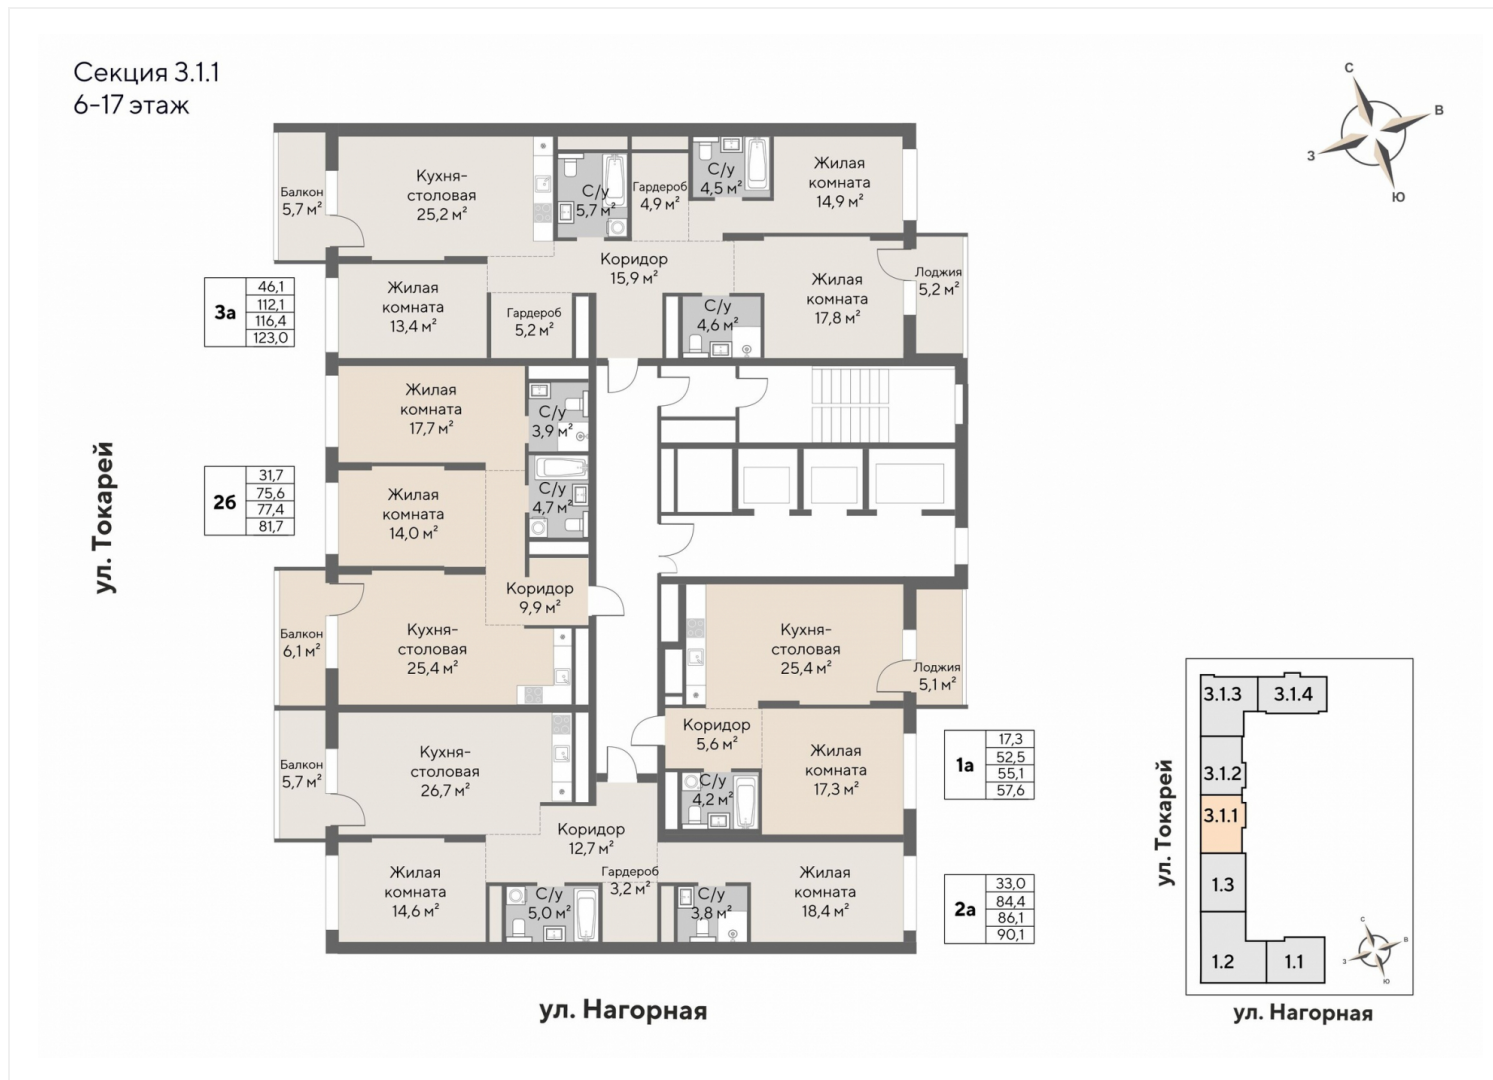 Секция 3.1.1
6-17 этаж
С
В
З
Ю
Балкон
5,7 м²
Кухня-
столовая
25,2 м²
С/у
5,7 м²
Гардероб
4,9 м²
С/у
4,5 м²
Жилая
комната
14,9 м²
Коридор
15,9 м²
Жилая
комната
13,4 м²
Гардероб
5,2 м²
С/у
4,6 м²
Жилая
комната
17,8 м²
Лоджия
5,2 м²
3а
46,1
112,1
116,4
123,0
Жилая
комната
17,7 м²
С/у
3,9 м²
ул. Токарей
2б
31,7
75,6
77,4
81,7
Жилая
комната
14,0 м²
С/у
4,7 м²
Коридор
9,9 м²
Балкон
6,1 м²
Кухня-
столовая
25,4 м²
Кухня-
столовая
25,4 м²
Лоджия
5,1 м²
Коридор
5,6 м²
Жилая
комната
17,3 м²
С/у
4,2 м²
1а
17,3
52,5
55,1
57,6
Балкон
5,7 м²
Кухня-
столовая
26,7 м²
Коридор
12,7 м²
Жилая
комната
14,6 м²
С/у
5,0 м²
Гардероб
3,2 м²
С/у
3,8 м²
Жилая
комната
18,4 м²
2а
33,0
84,4
86,1
90,1
ул. Нагорная
3.1.3
3.1.4
3.1.2
3.1.1
1.3
1.2
1.1
ул. Токарей
С
В
З
Ю
ул. Нагорная